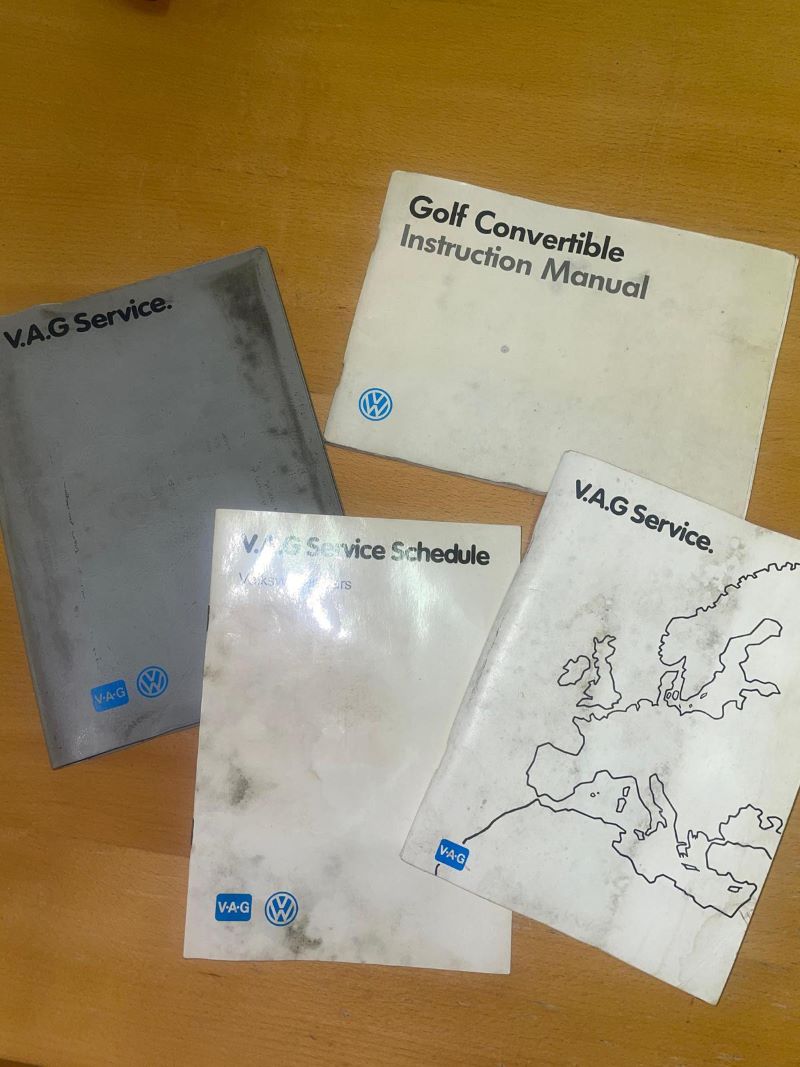 Golf Convertible
Instruction Manual
V.A.G Service.
V·A·G
V.A.G Service Schedule
V·A·G
V.A.G Service.
V·A·G